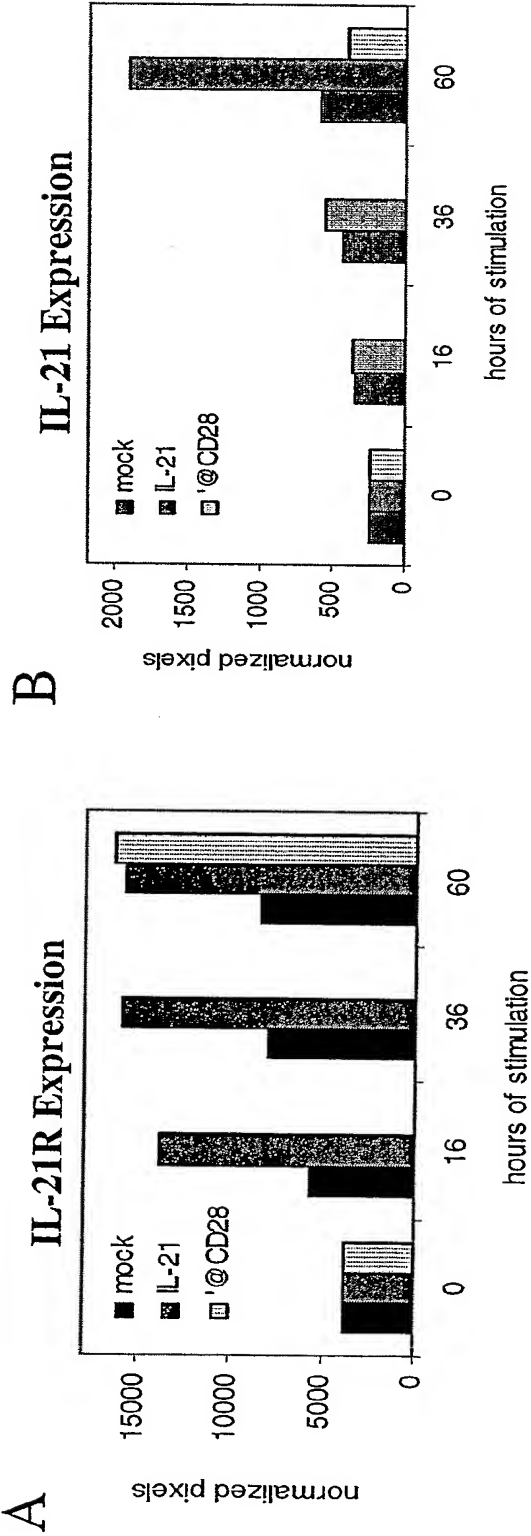 A
IL-21R Expression
normalized pixels
15000
10000
5000
0
mock
IL-21
'@CD28
0
16
36
60
hours of stimulation
B
IL-21 Expression
normalized pixels
2000
1500
1000
500
0
mock
IL-21
'@CD28
0
16
36
60
hours of stimulation